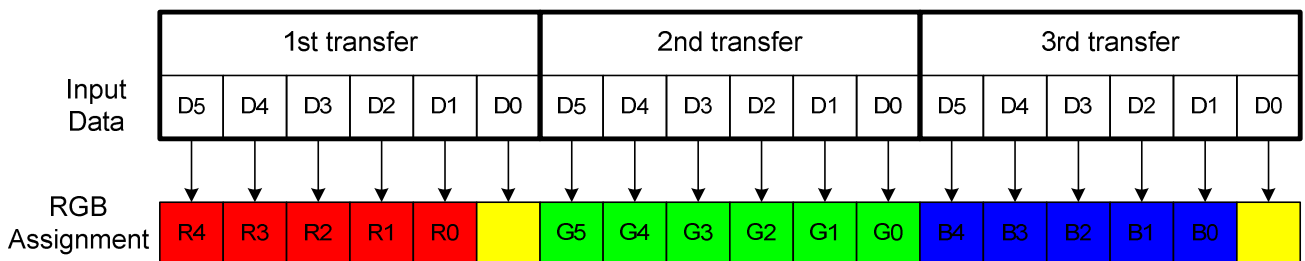 1st transfer 2nd transfer 3rd transfer
Input Data D5 D4 D3 D2 D1 D0 D5 D4 D3 D2 D1 D0 D5 D4 D3 D2 D1 D0
RGB Assignment R4 R3 R2 R1 R0 G5 G4 G3 G2 G1 G0 B4 B3 B2 B1 B0